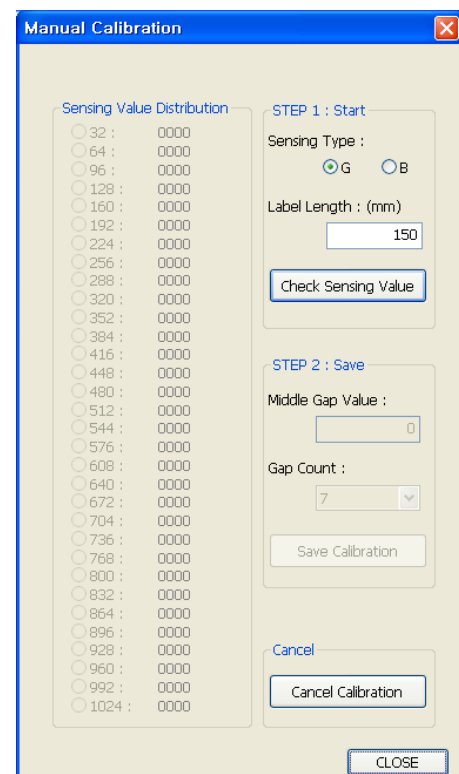 Manual Calibration
Sensing Value Distribution
32 : 0000
64 : 0000
96 : 0000
128 : 0000
160 : 0000
192 : 0000
224 : 0000
256 : 0000
288 : 0000
320 : 0000
352 : 0000
384 : 0000
416 : 0000
448 : 0000
480 : 0000
512 : 0000
544 : 0000
576 : 0000
608 : 0000
640 : 0000
672 : 0000
704 : 0000
736 : 0000
768 : 0000
800 : 0000
832 : 0000
864 : 0000
896 : 0000
928 : 0000
960 : 0000
992 : 0000
1024 : 0000
STEP 1 : Start
Sensing Type :
G B
Label Length : (mm)
150
Check Sensing Value
STEP 2 : Save
Middle Gap Value :
0
Gap Count :
7
Save Calibration
Cancel
Cancel Calibration
CLOSE